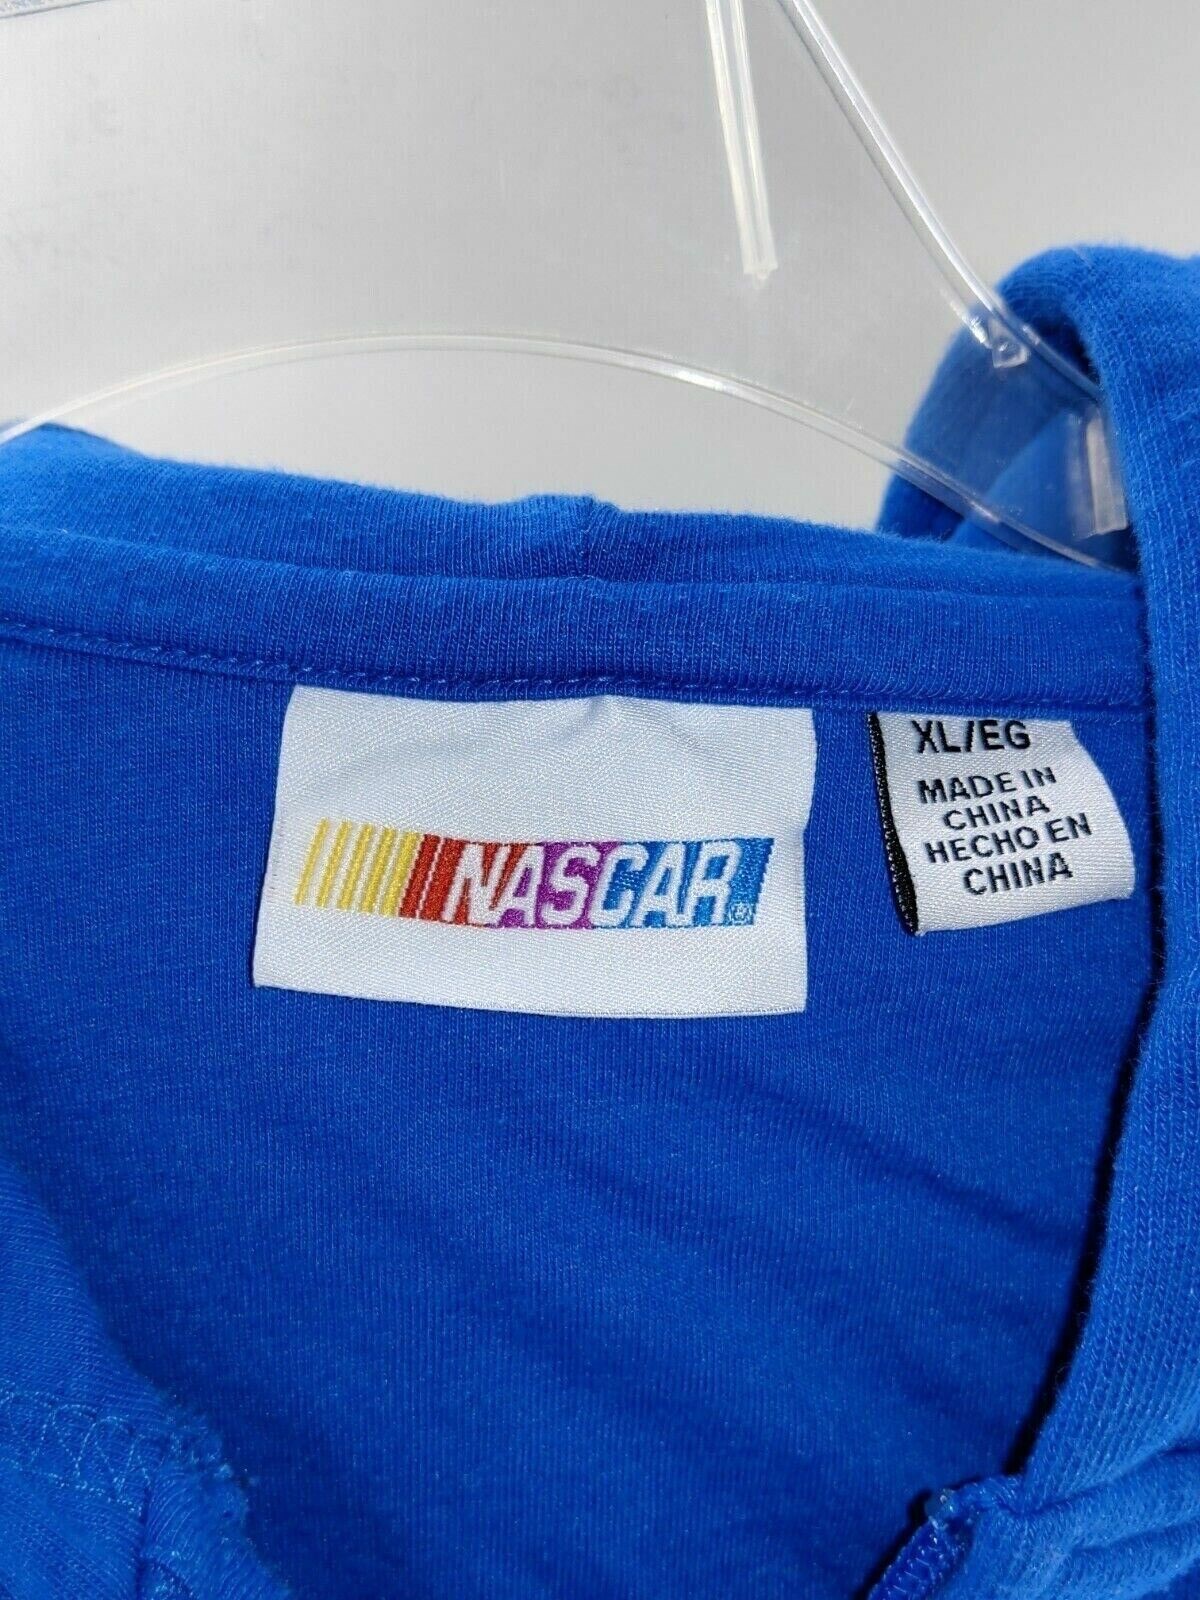 NASCAR
XL/EG
MADE IN
CHINA
HECHO EN
CHINA